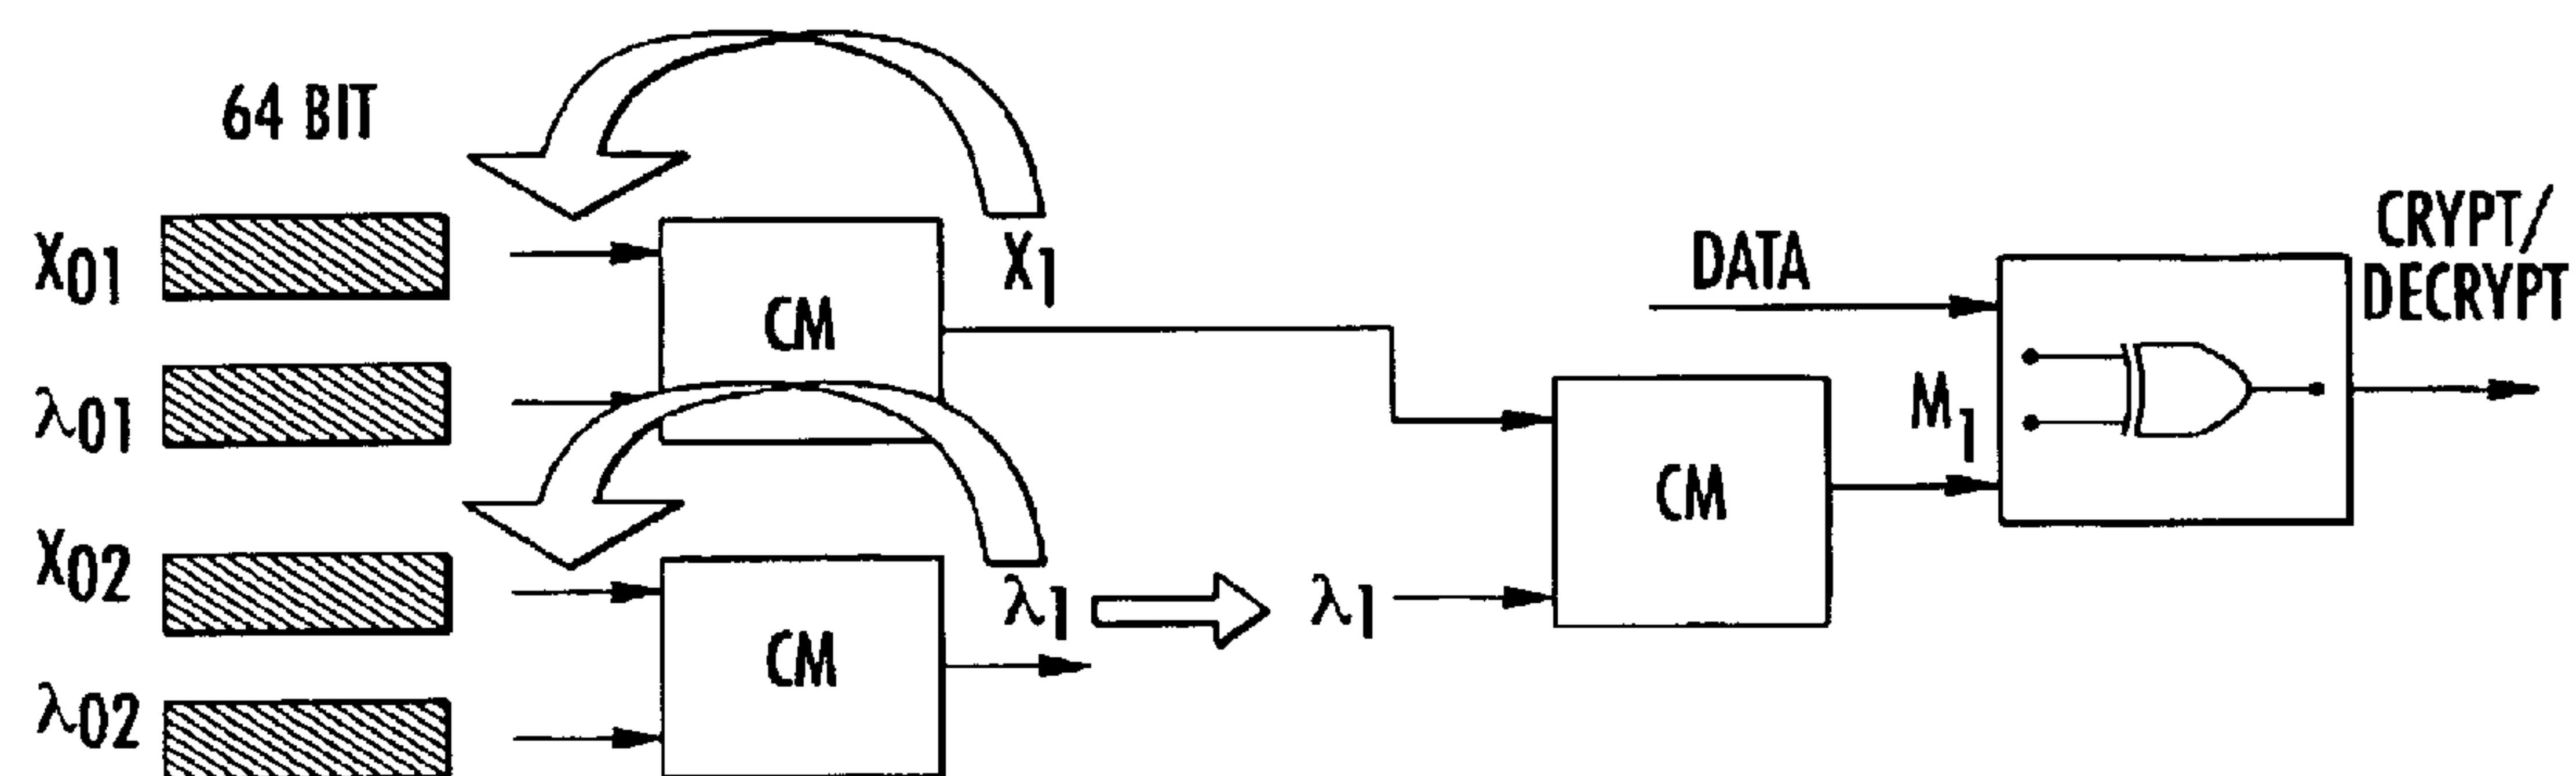 64 BIT
X01
λ01
X02
λ02
CM
X1
CM
λ1
λ1
CM
DATA
M1
CRYPT/
DECRYPT